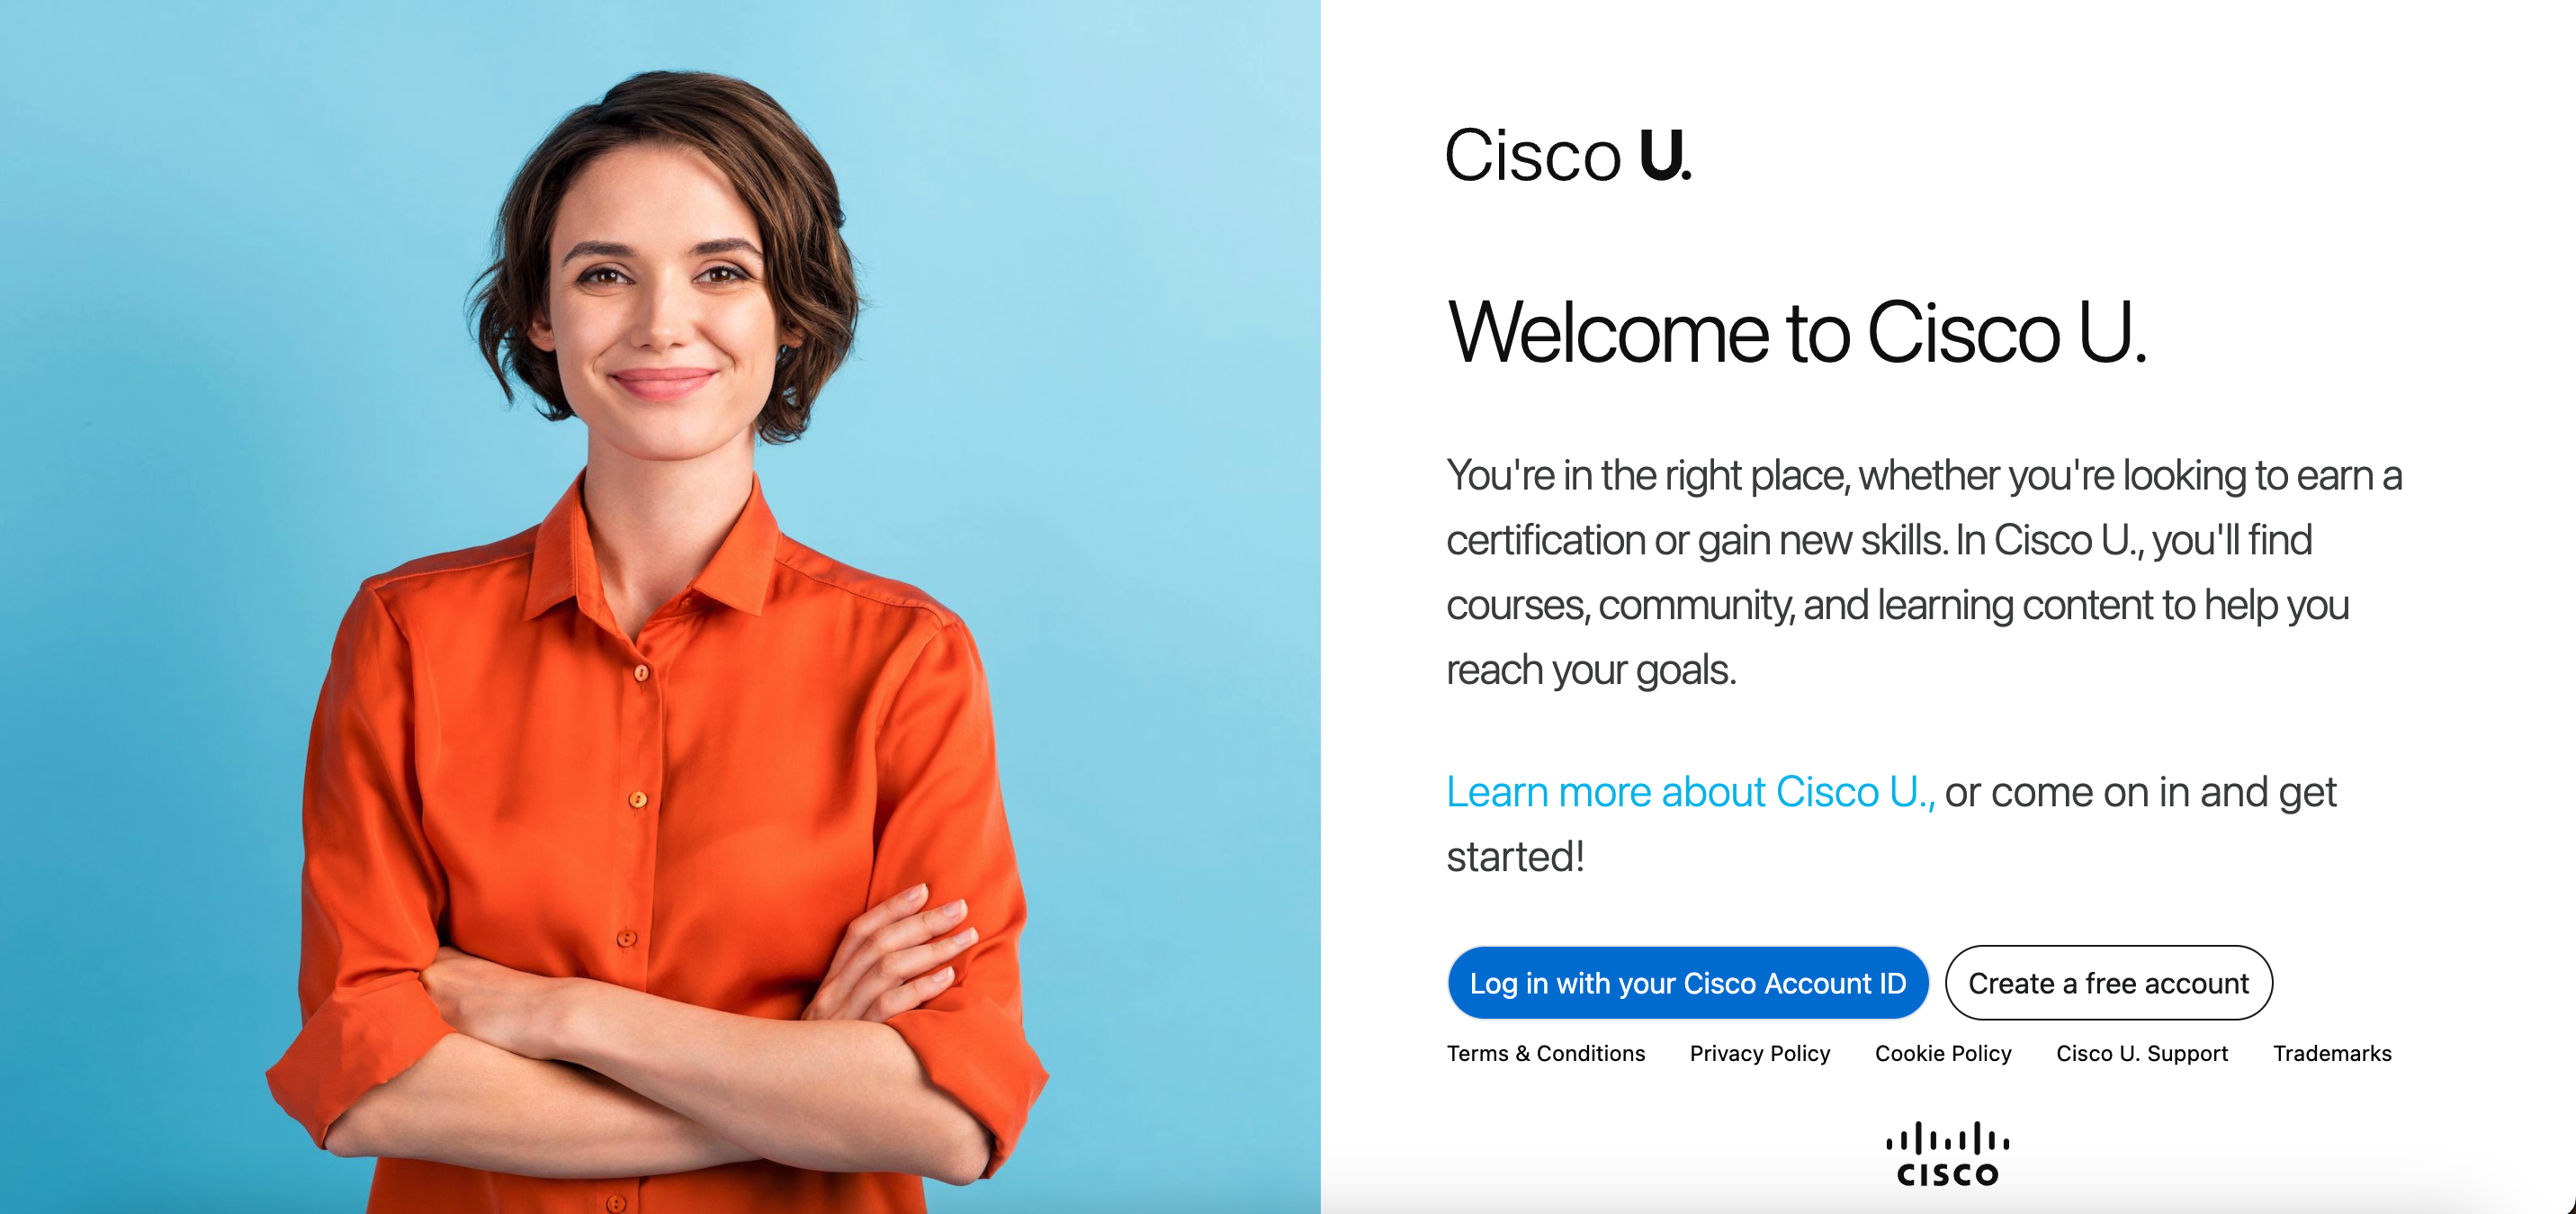 Cisco U.
Welcome to Cisco U.
You're in the right place, whether you're looking to earn a
certification or gain new skills. In Cisco U., you'll find
courses, community, and learning content to help you
reach your goals.
Learn more about Cisco U., or come on in and get
started!
Log in with your Cisco Account ID Create a free account
Terms & Conditions Privacy Policy Cookie Policy Cisco U. Support Trademarks
CISCO